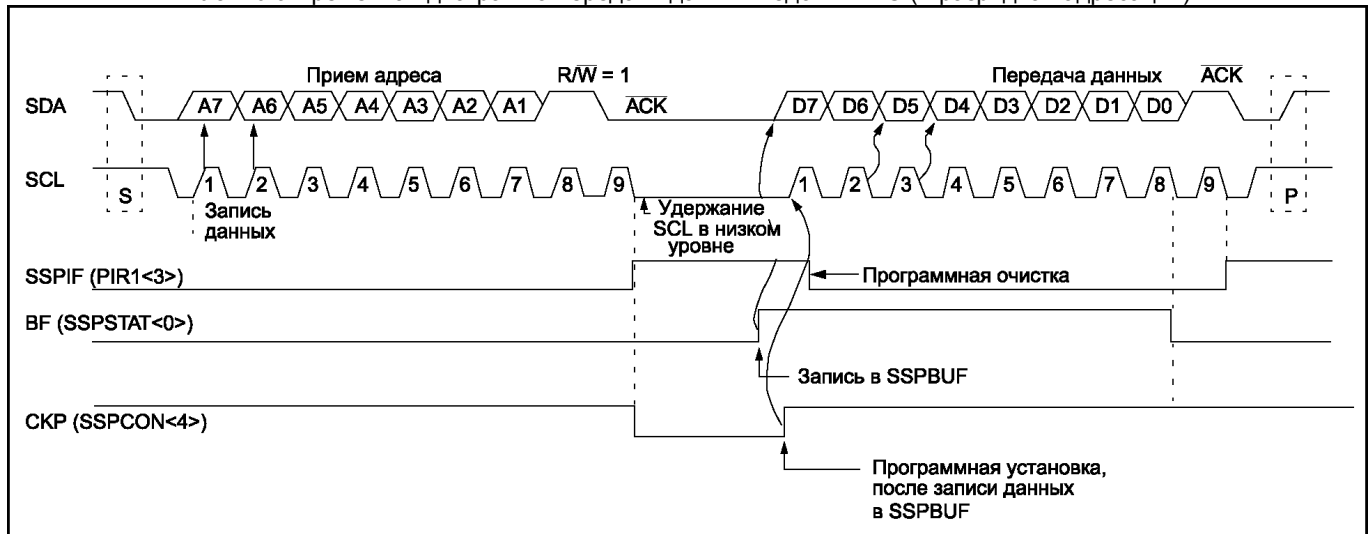 Прием адреса R/W = 1 Передача данных ACK
SDA A7 A6 A5 A4 A3 A2 A1 ACK D7 D6 D5 D4 D3 D2 D1 D0
SCL S 1 2 3 4 5 6 7 8 9 1 2 3 4 5 6 7 8 9 P
Запись
данных
Удержание
SCL в низком
уровне
SSPIF (PIR1<3>)
Программная очистка
BF (SSPSTAT<0>)
Запись в SSPBUF
CKP (SSPCON<4>)
Программная установка,
после записи данных
в SSPBUF